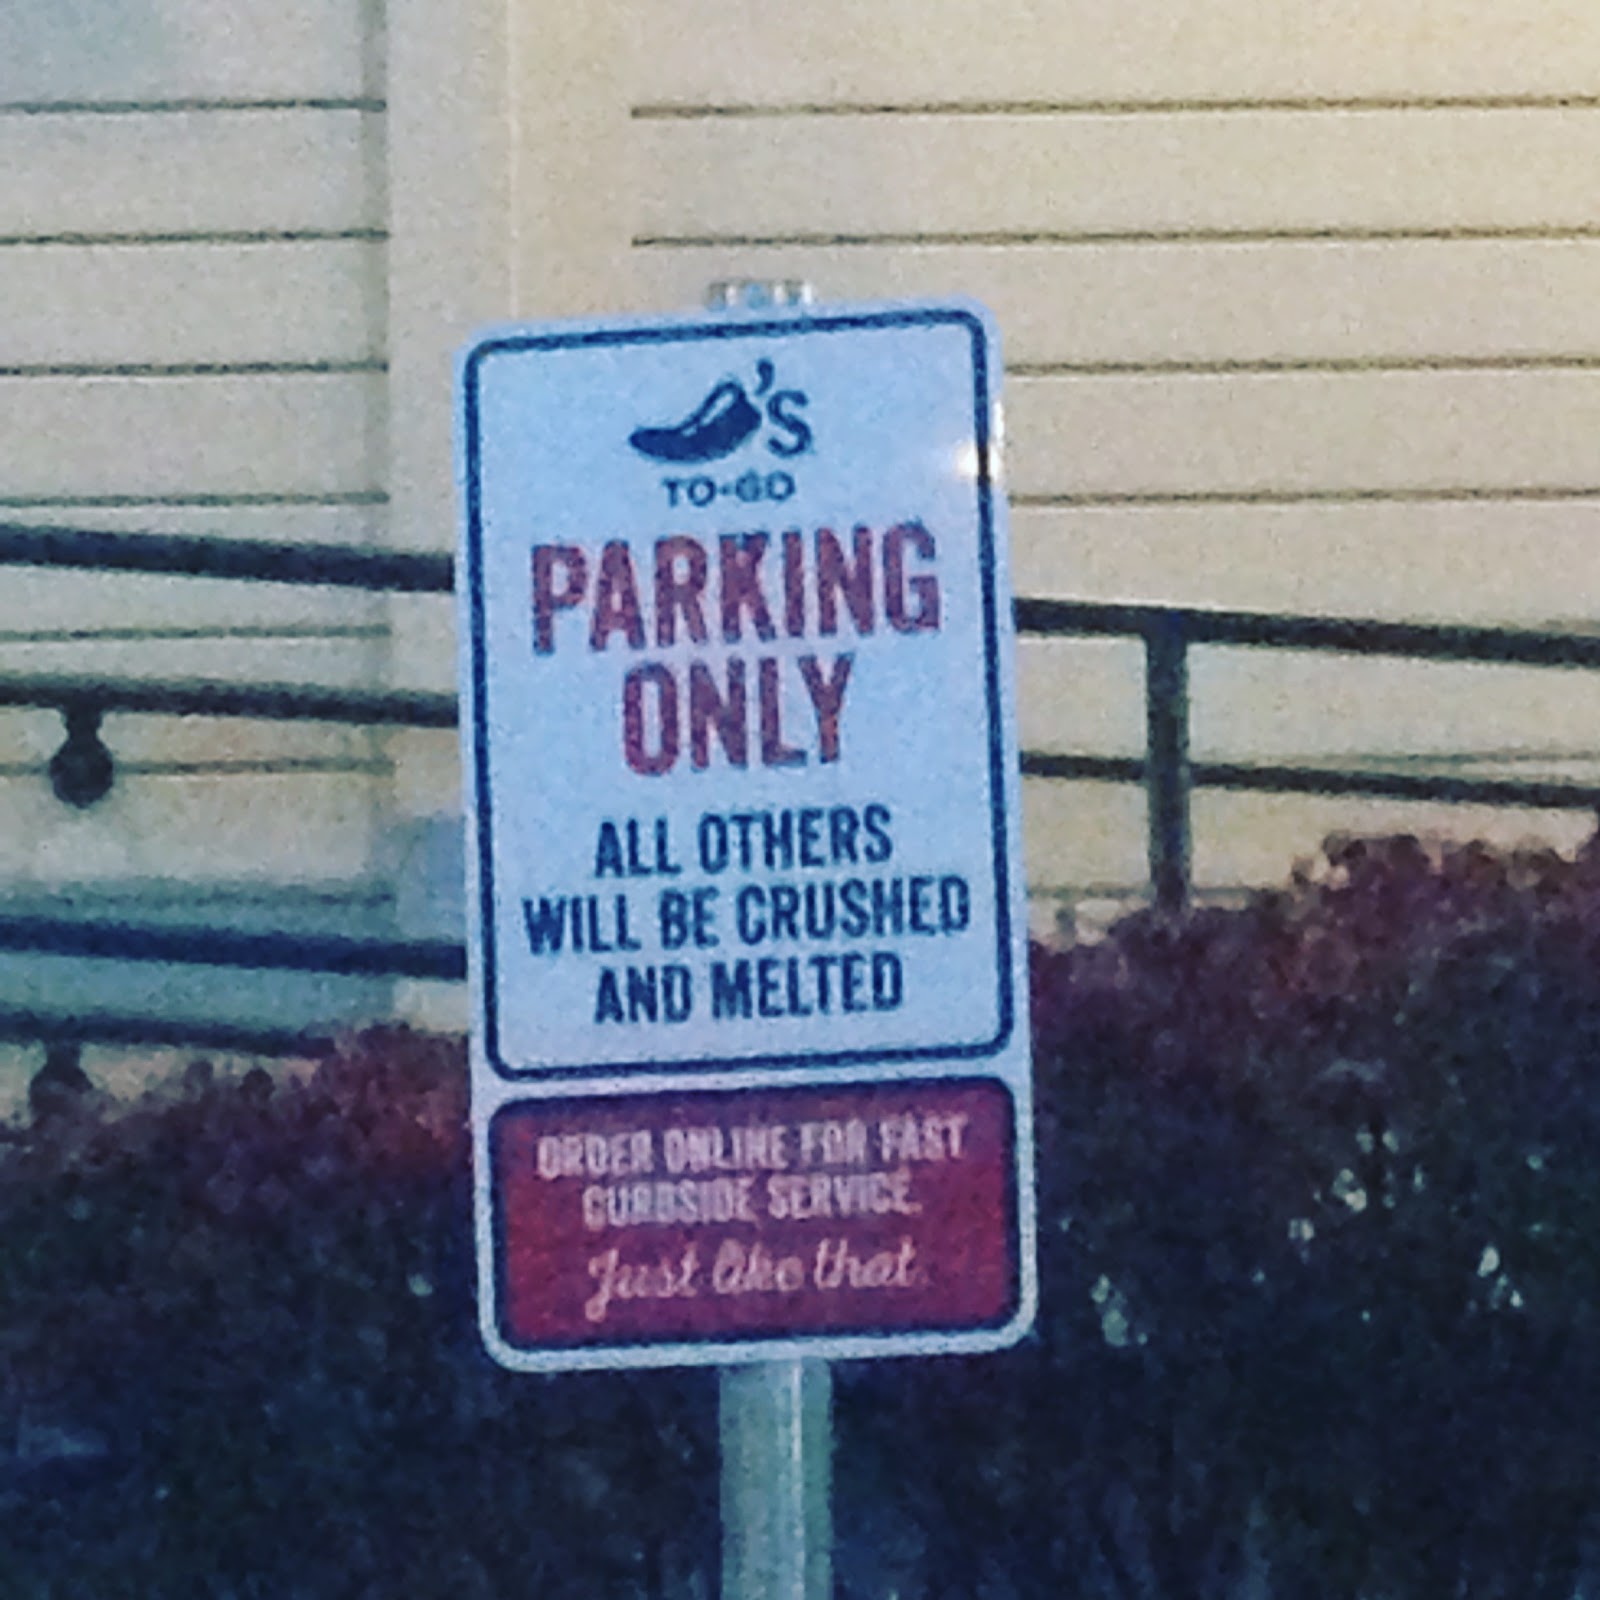 's
TO-GO
PARKING
ONLY
ALL OTHERS
WILL BE CRUSHED
AND MELTED
ORDER ONLINE FOR FAST
CURBSIDE SERVICE.
Just like that.